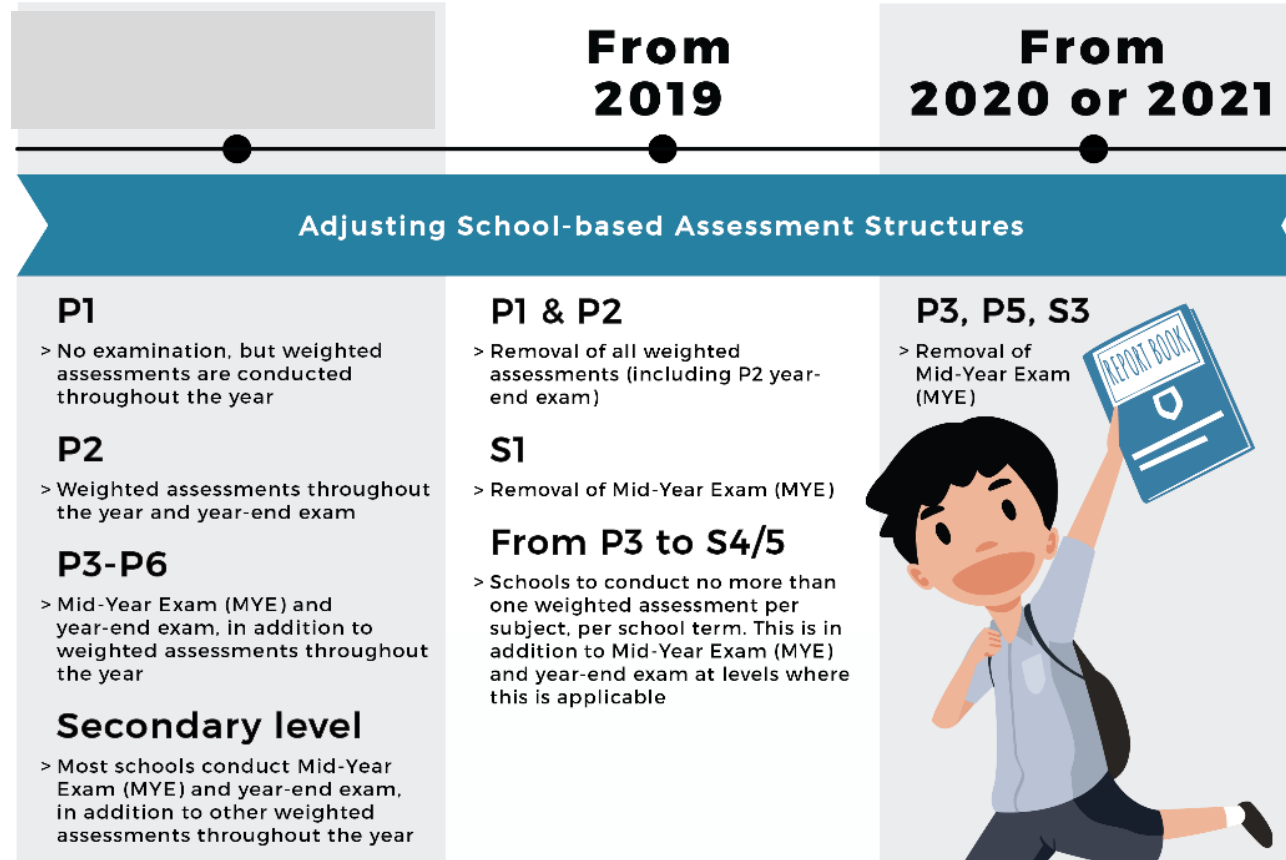 From
2019
From
2020 or 2021
Adjusting School-based Assessment Structures
P1
> No examination, but weighted
assessments are conducted
throughout the year
P2
> Weighted assessments throughout
the year and year-end exam
P3-P6
> Mid-Year Exam (MYE) and
year-end exam, in addition to
weighted assessments throughout
the year
Secondary level
> Most schools conduct Mid-Year
Exam (MYE) and year-end exam,
in addition to other weighted
assessments throughout the year
P1 & P2
> Removal of all weighted
assessments (including P2 year-
end exam)
S1
> Removal of Mid-Year Exam (MYE)
From P3 to S4/5
> Schools to conduct no more than
one weighted assessment per
subject, per school term. This is in
addition to Mid-Year Exam (MYE)
and year-end exam at levels where
this is applicable
P3, P5, S3
> Removal of
Mid-Year Exam
(MYE)
REPORT BOOK